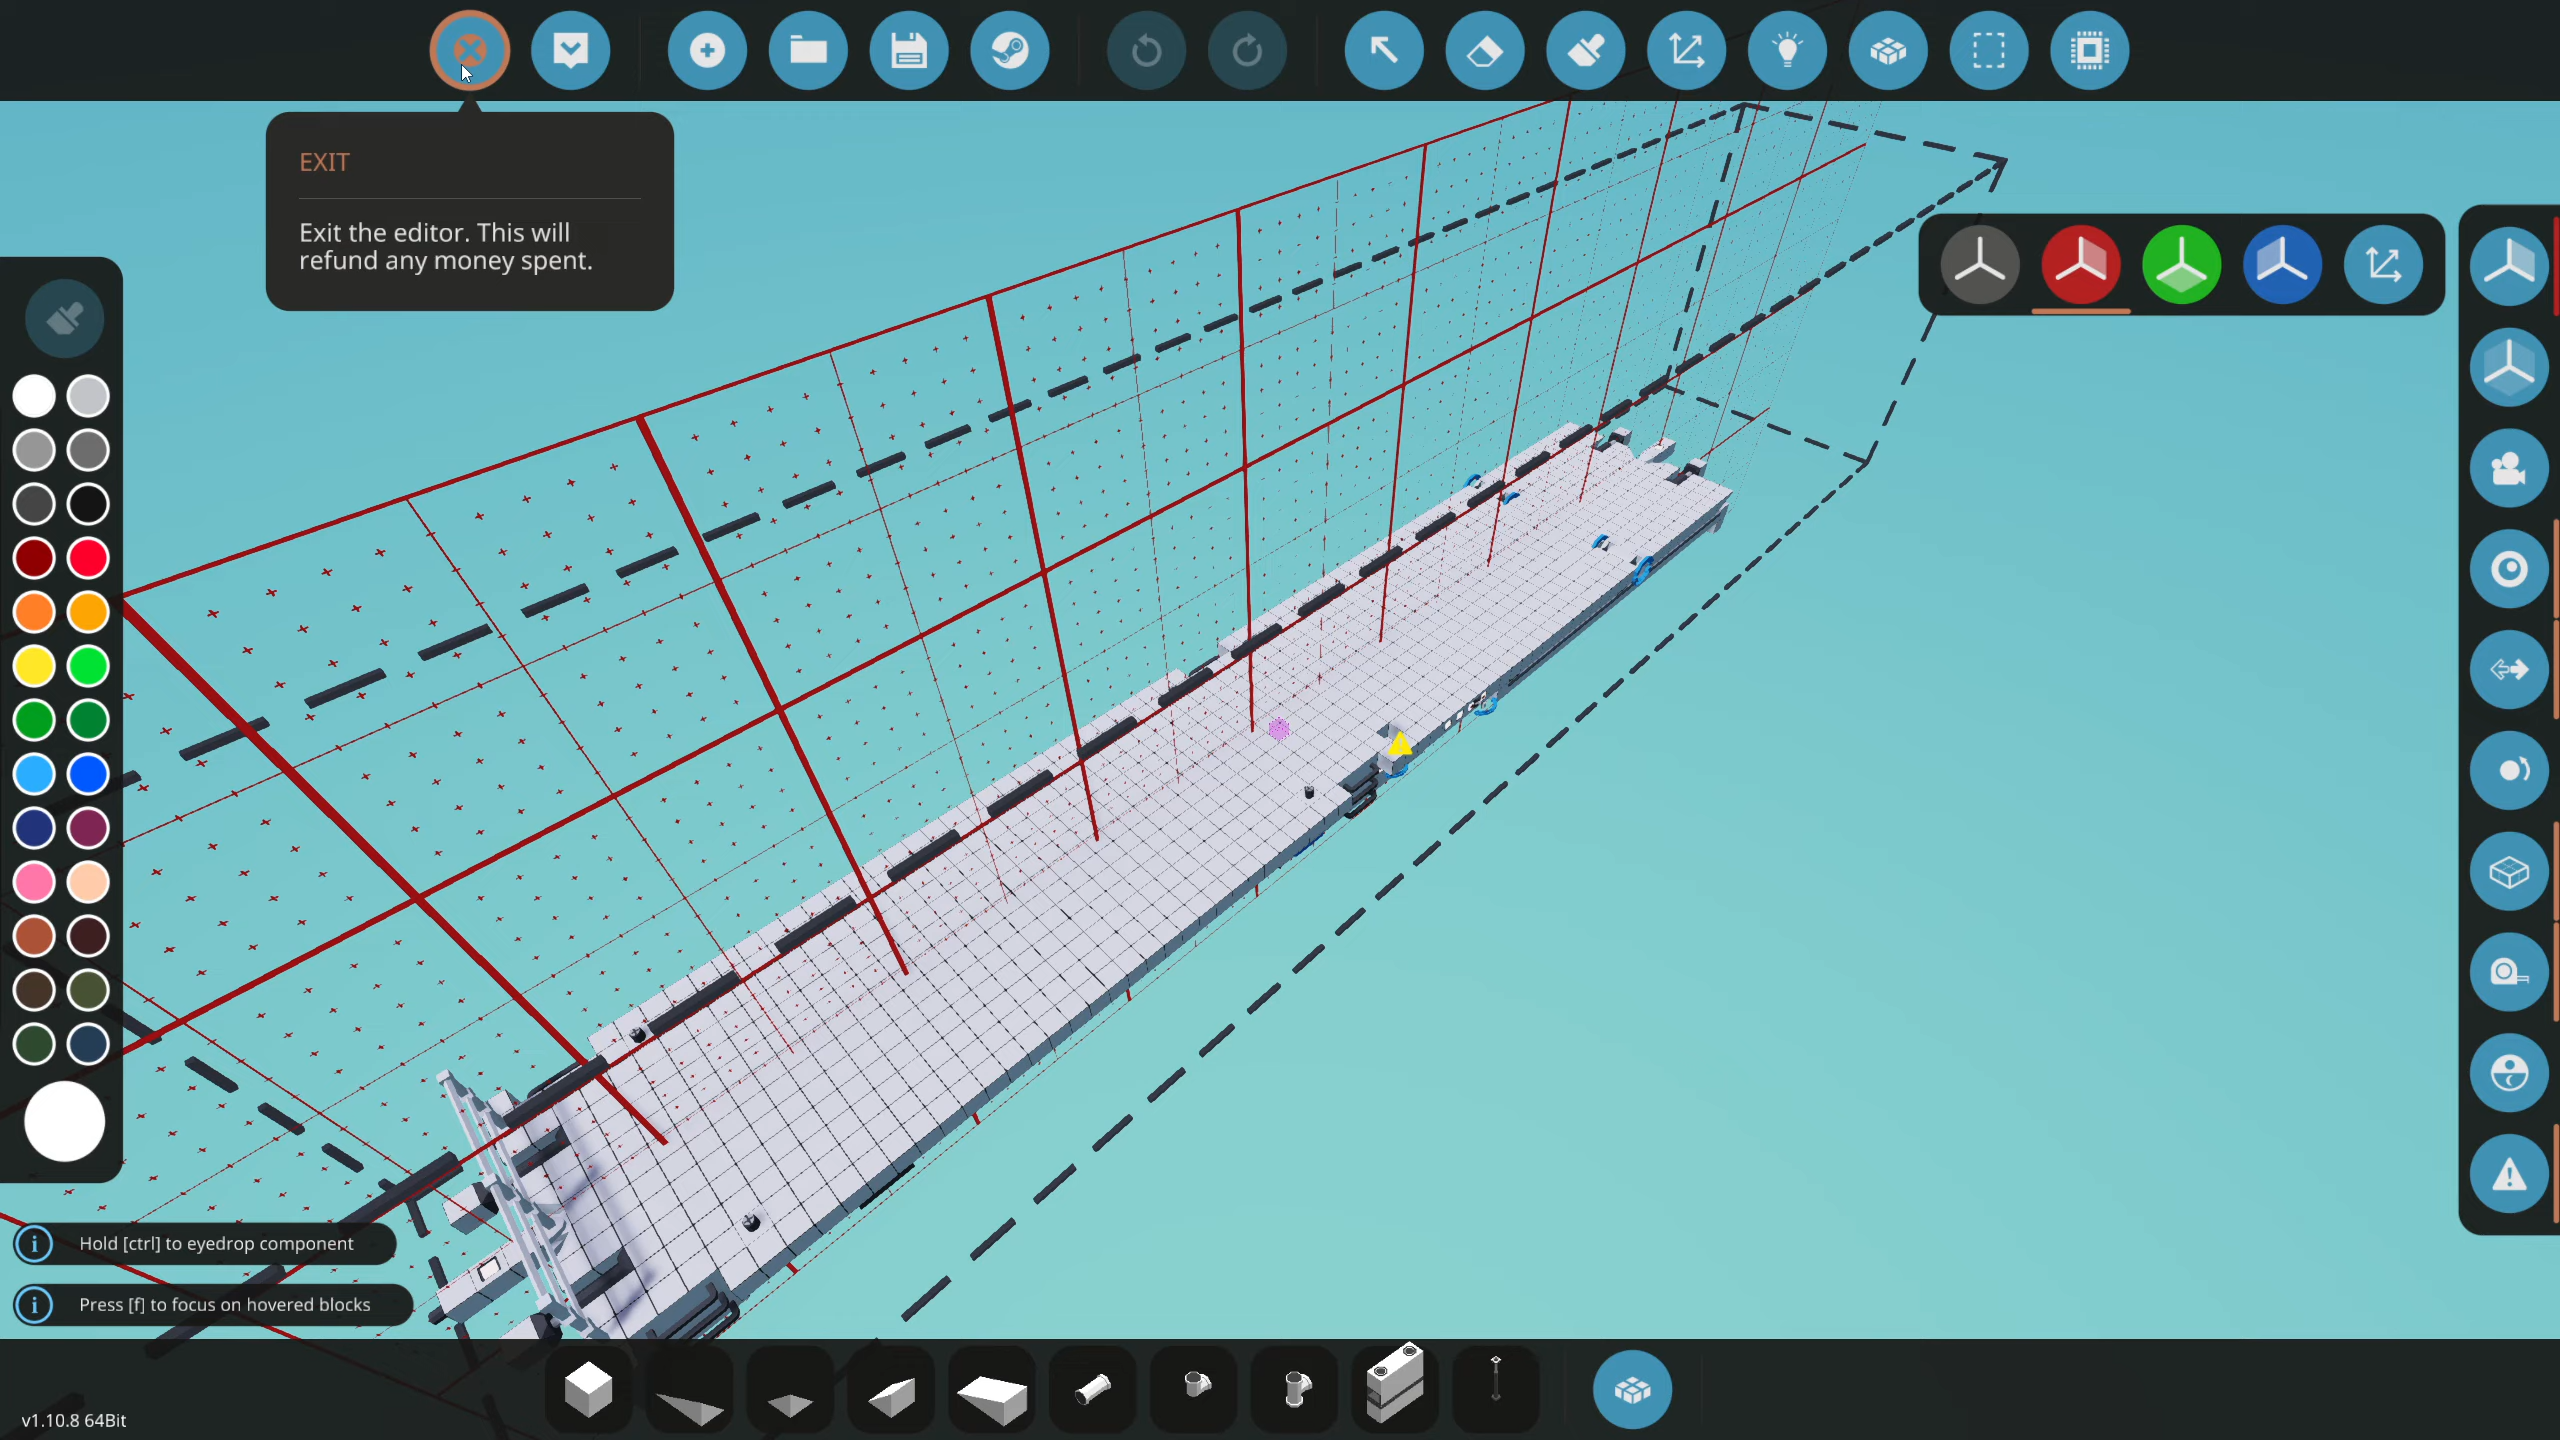 EXIT
Exit the editor. This will
refund any money spent.
Hold [ctrl] to eyedrop component
Press [f] to focus on hovered blocks
v1.10.8 64Bit